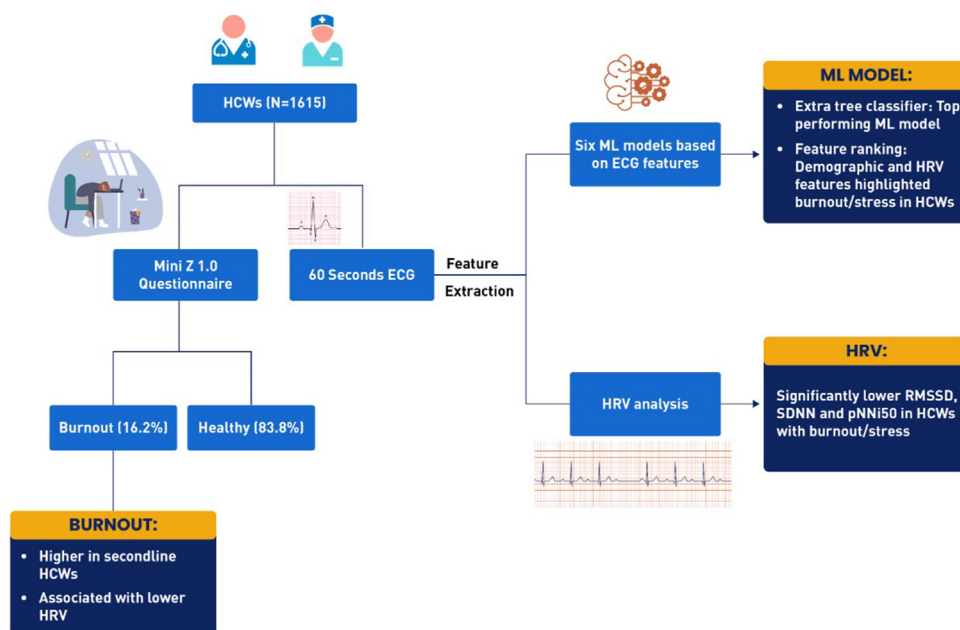 HCWs (N=1615)
Mini Z 1.0
Questionnaire
60 Seconds ECG
Feature
Extraction
Burnout (16.2%)
Healthy (83.8%)
BURNOUT:
• Higher in secondline
HCWs
• Associated with lower
HRV
Six ML models based
on ECG features
ML MODEL:
• Extra tree classifier: Top
performing ML model
• Feature ranking:
Demographic and HRV
features highlighted
burnout/stress in HCWs
HRV analysis
HRV:
Significantly lower RMSSD,
SDNN and pNNi50 in HCWs
with burnout/stress